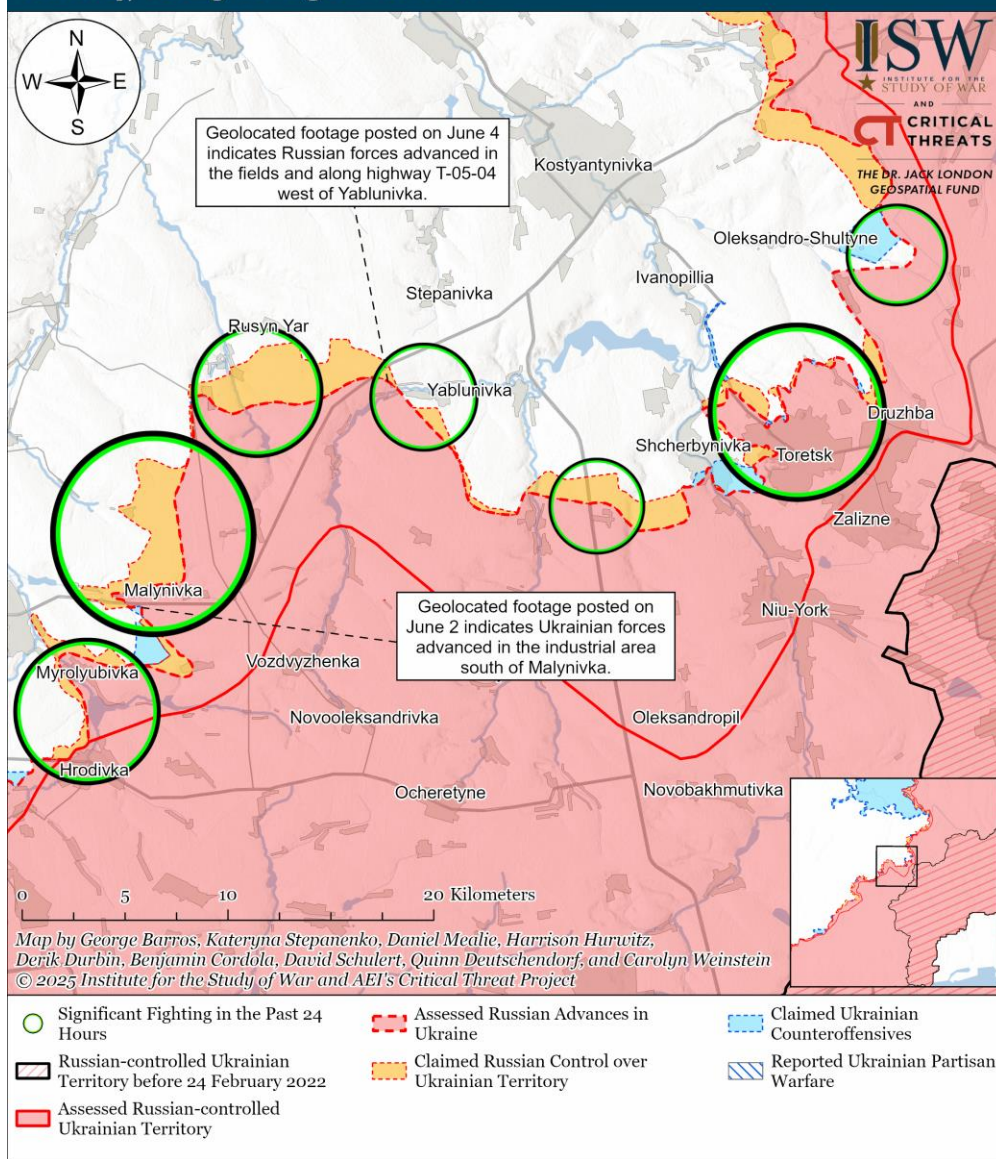 N
W E
S
ISW
INSTITUTE FOR THE
STUDY OF WAR
AND
CT CRITICAL
THREATS
THE DR. JACK LONDON
GEOSPATIAL FUND
Geolocated footage posted on June 4
indicates Russian forces advanced in
the fields and along highway T-05-04
west of Yablunivka.
Kostyantynivka
Oleksandro-Shultyne
Ivanopillia
Stepanivka
Rusyn Yar
Yablunivka
Druzhba
Shcherbynivka
Toretsk
Zalizne
Malynivka
Geolocated footage posted on
June 2 indicates Ukrainian forces
advanced in the industrial area
south of Malynivka.
Niu-York
Vozdvyzhenka
Myrolyubivka
Novooleksandrivka
Oleksandropil
Hrodivka
Ocheretyne
Novobakhmutivka
0 5 10 20 Kilometers
Map by George Barros, Kateryna Stepanenko, Daniel Mealie, Harrison Hurwitz,
Derik Durbin, Benjamin Cordola, David Schulert, Quinn Deutschendorf, and Carolyn Weinstein
© 2025 Institute for the Study of War and AEI's Critical Threat Project
Significant Fighting in the Past 24
Hours
Russian-controlled Ukrainian
Territory before 24 February 2022
Assessed Russian-controlled
Ukrainian Territory
Assessed Russian Advances in
Ukraine
Claimed Russian Control over
Ukrainian Territory
Claimed Ukrainian
Counteroffensives
Reported Ukrainian Partisan
Warfare